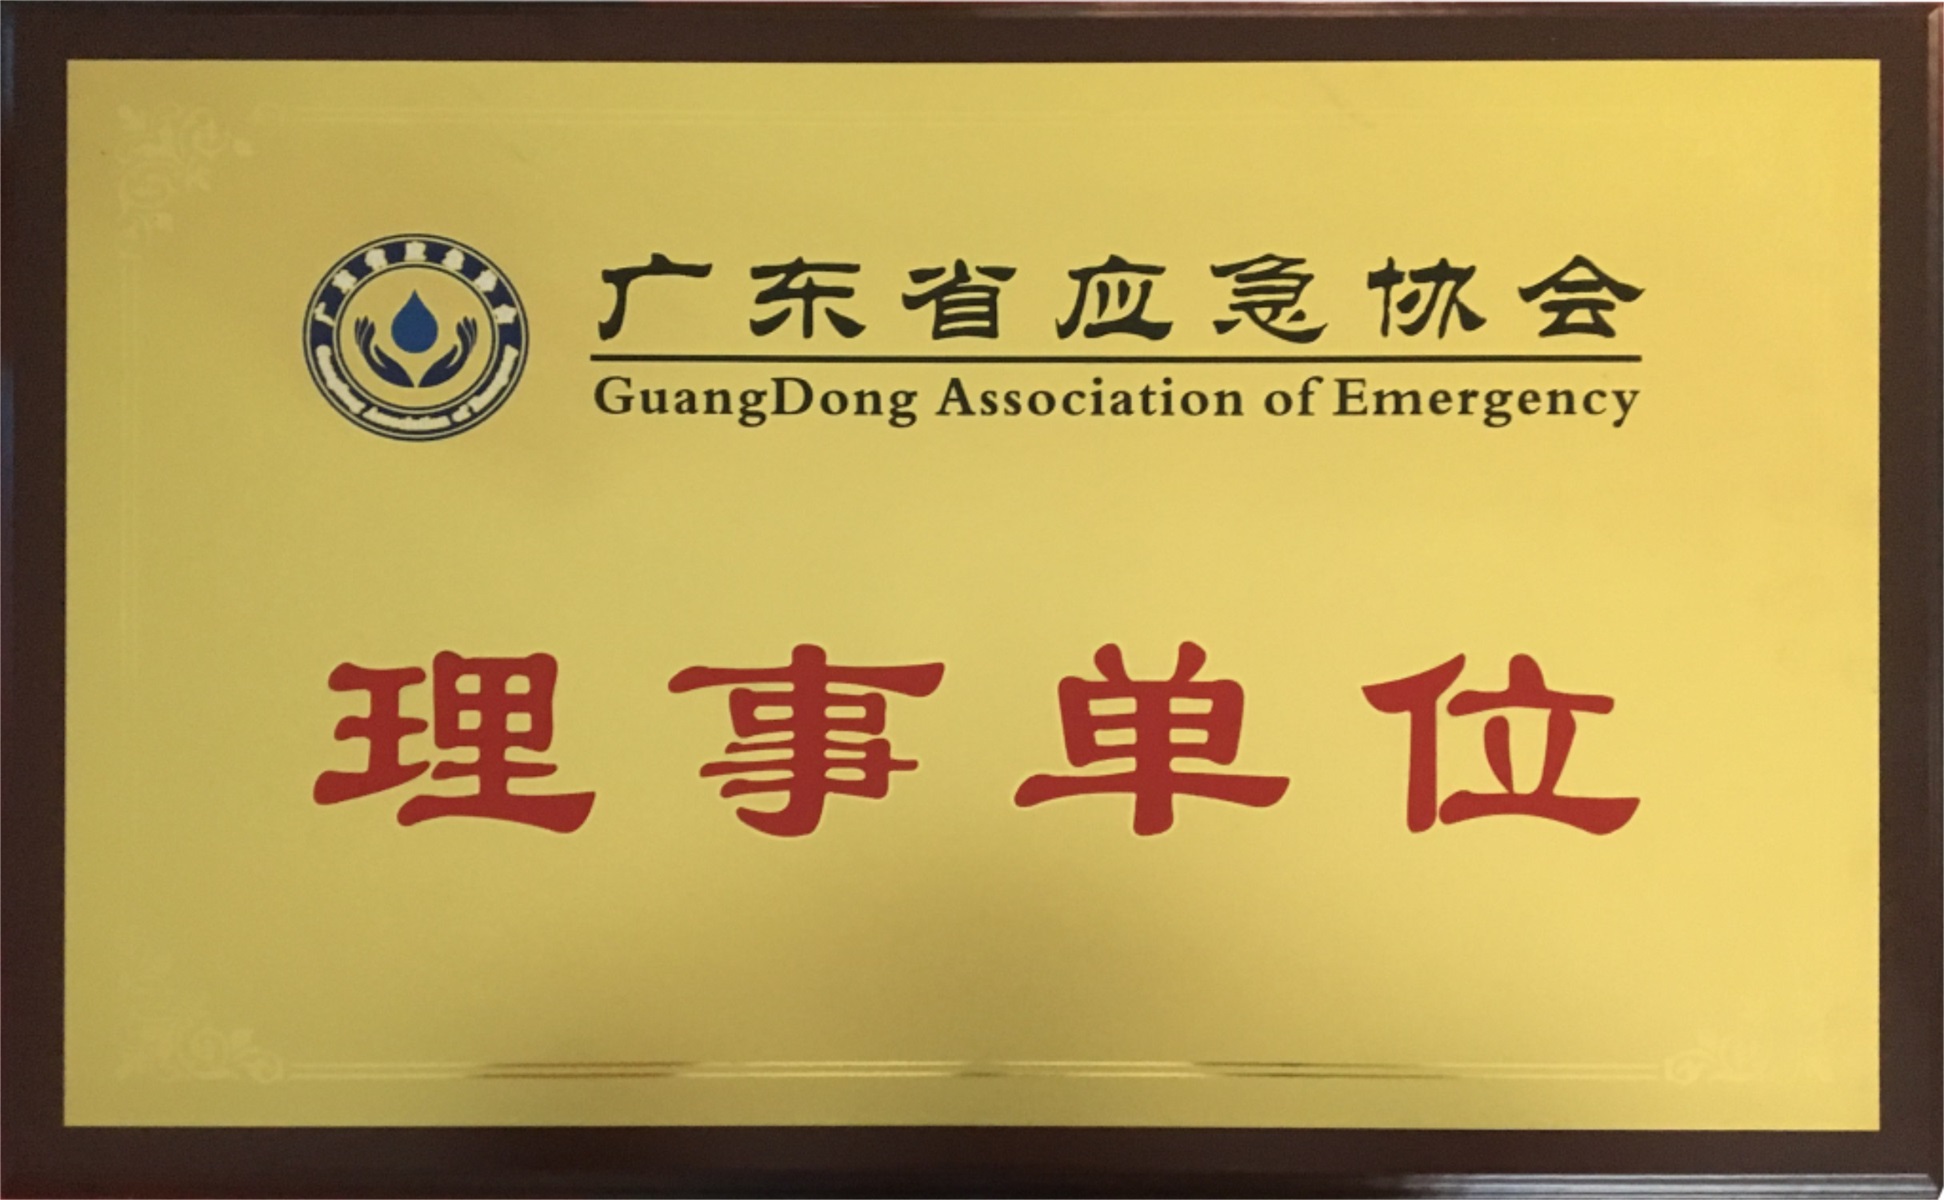 广东省应急协会
GuangDong Association of Emergency
理事单位